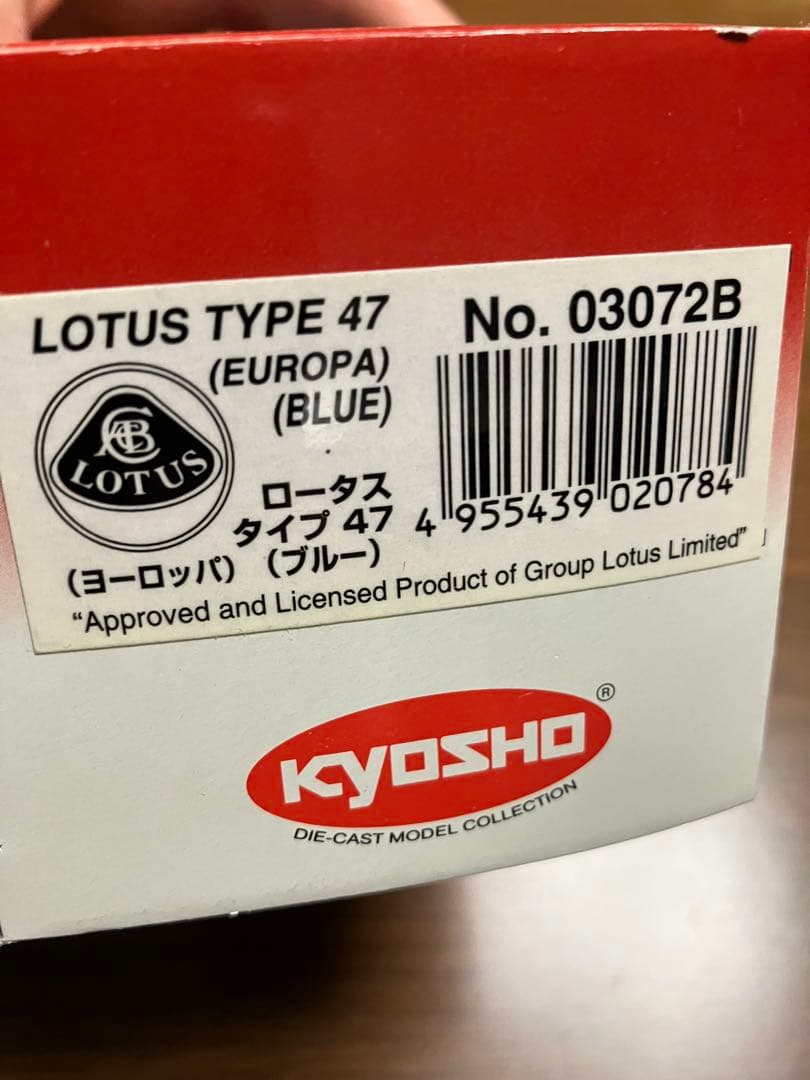 LOTUS TYPE 47
(EUROPA)
(BLUE)
ACBC
LOTUS
ロータス
タイプ 47
(ヨーロッパ) (ブルー)
No. 03072B
4 955439 020784
"Approved and Licensed Product of Group Lotus Limited"
KYOSHO ®
DIE-CAST MODEL COLLECTION